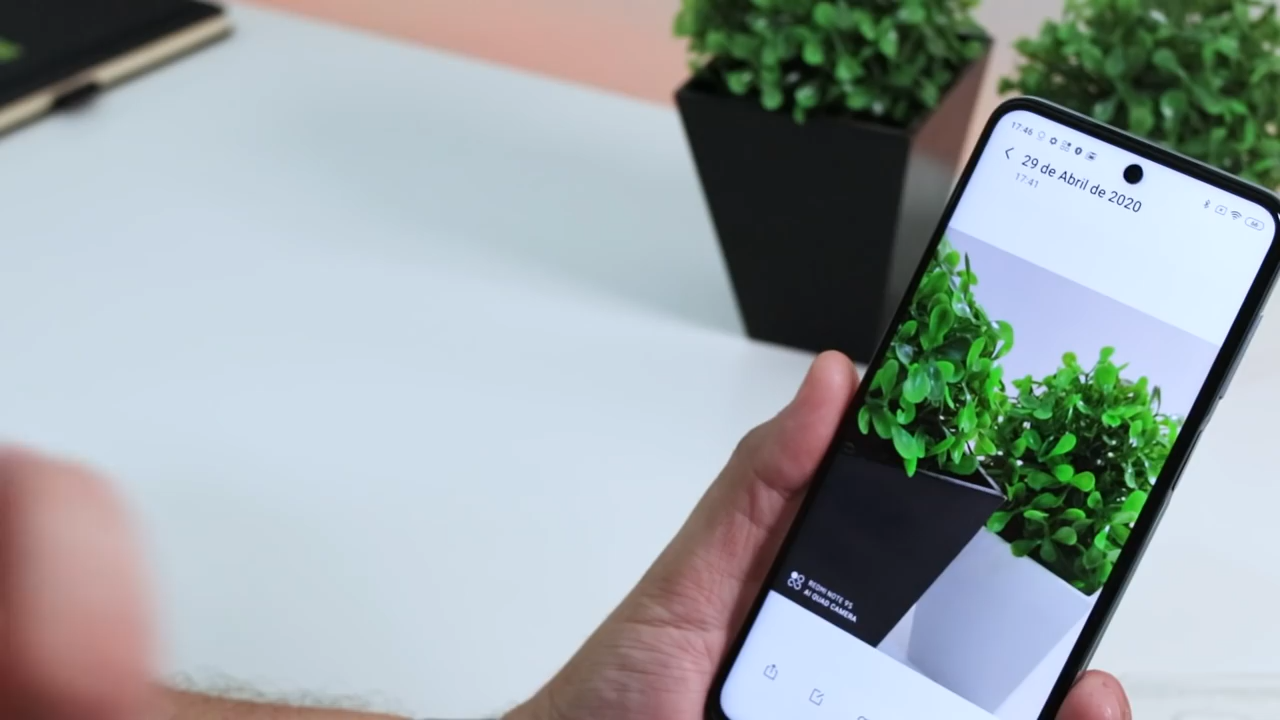 17:46
29 de Abril de 2020
17:41
REDMI NOTE 9S
AI QUAD CAMERA